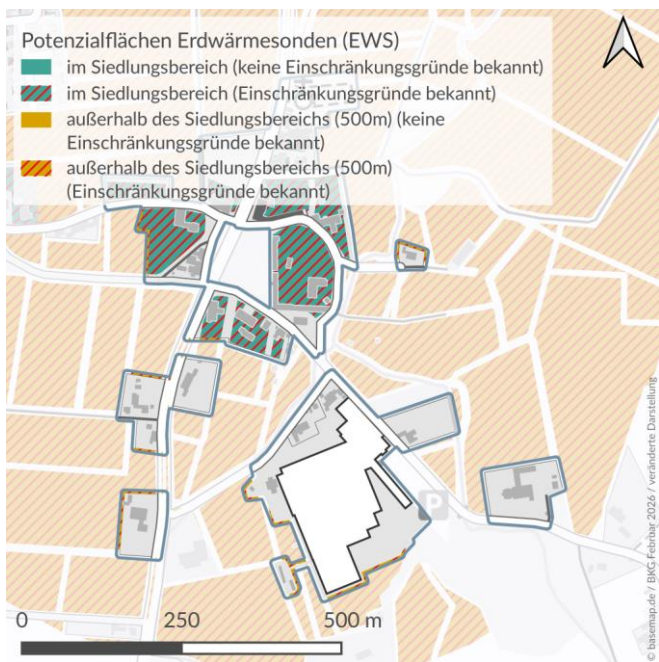 Potenzialflächen Erdwärmesonden (EWS)
im Siedlungsbereich (keine Einschränkungsgründe bekannt)
im Siedlungsbereich (Einschränkungsgründe bekannt)
außerhalb des Siedlungsbereichs (500m) (keine
Einschränkungsgründe bekannt)
außerhalb des Siedlungsbereichs (500m)
(Einschränkungsgründe bekannt)
P
0 250 500 m
© basemap.de / BKG Februar 2026 / veränderte Darstellung